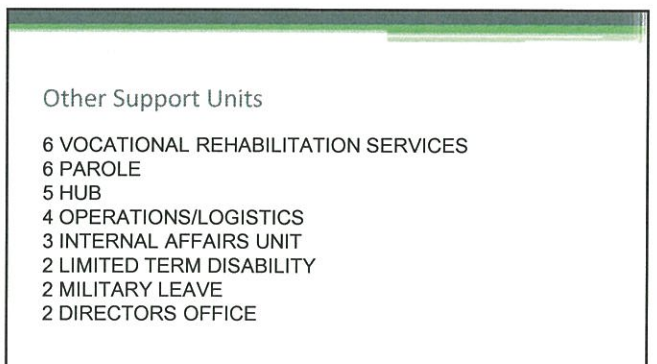 Other Support Units
6 VOCATIONAL REHABILITATION SERVICES
6 PAROLE
5 HUB
4 OPERATIONS/LOGISTICS
3 INTERNAL AFFAIRS UNIT
2 LIMITED TERM DISABILITY
2 MILITARY LEAVE
2 DIRECTORS OFFICE